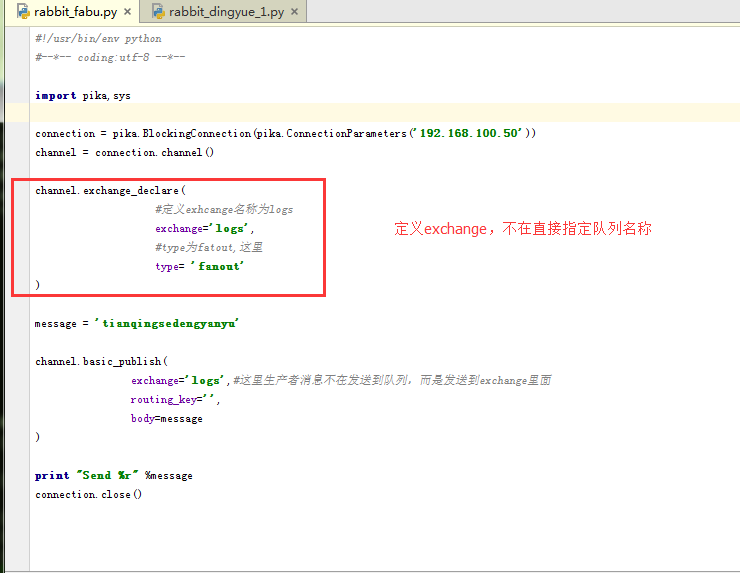 rabbit_fabu.py × rabbit_dingyue_1.py ×
#!/usr/bin/env python
#--*-- coding:utf-8 --*--
import pika,sys
connection = pika.BlockingConnection(pika.ConnectionParameters('192.168.100.50'))
channel = connection.channel()
channel.exchange_declare(
#定义exhcange名称为logs
exchange='logs',
#type为fatout,这里
type= 'fanout'
)
定义exchange，不在直接指定队列名称
message = 'tianqingsedengyanyu'
channel.basic_publish(
exchange='logs',#这里生产者消息不在发送到队列，而是发送到exchange里面
routing_key='',
body=message
)
print "Send %r" %message
connection.close()